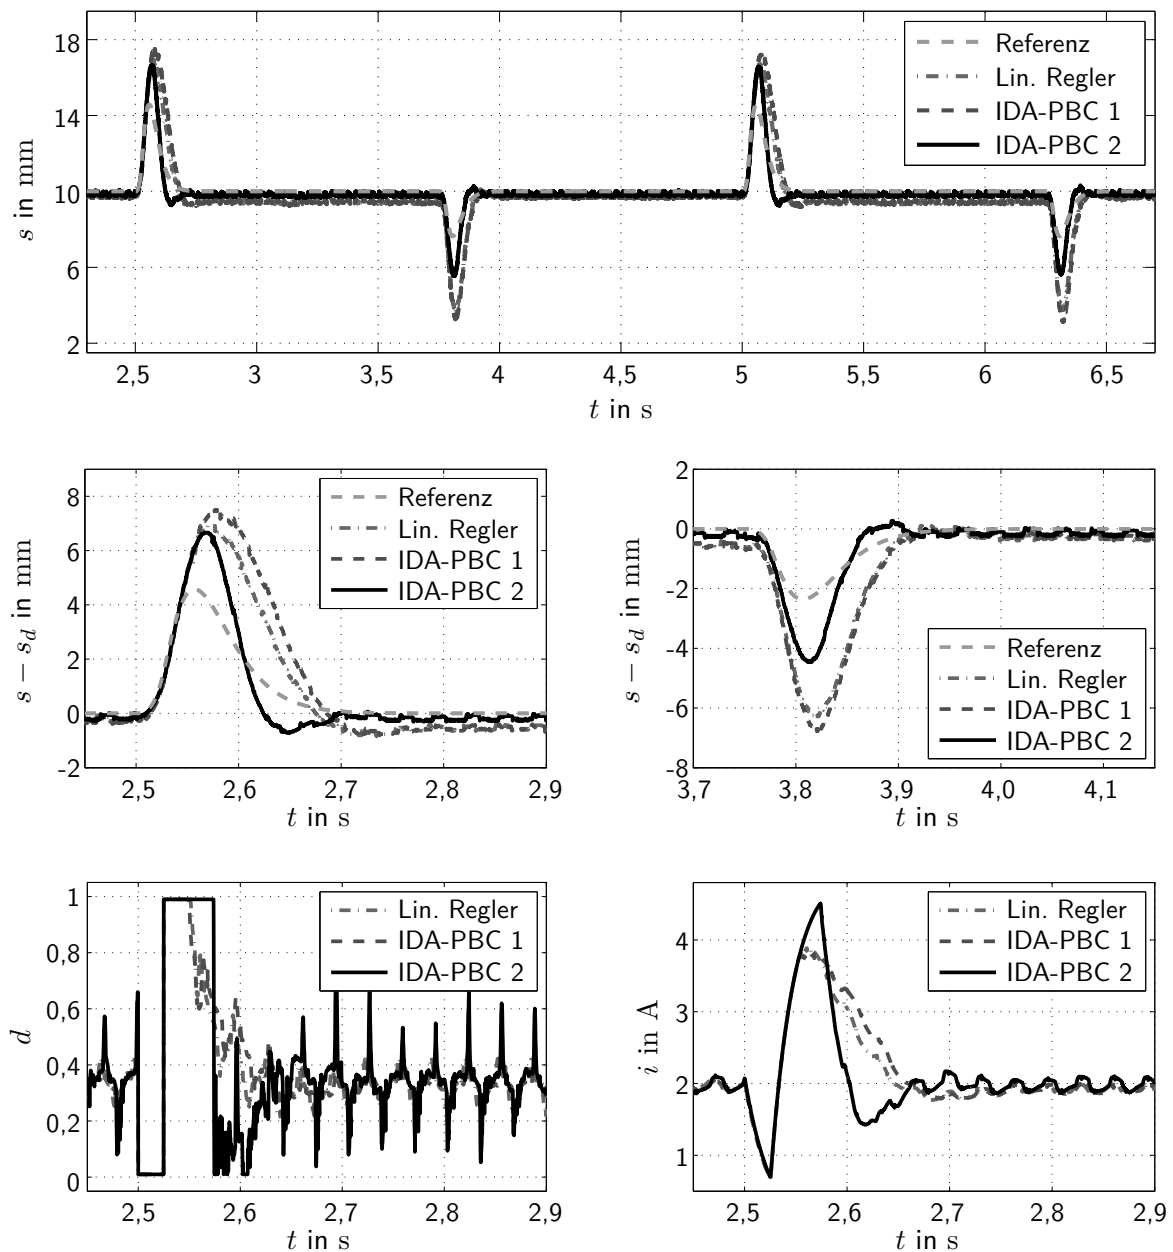 18
14
10
6
2
s in mm
2,5 3 3,5 4 4,5 5 5,5 6 6,5
t in s
Referenz
Lin. Regler
IDA-PBC 1
IDA-PBC 2
8
6
4
2
0
-2
s − s_d in mm
2,5 2,6 2,7 2,8 2,9
t in s
Referenz
Lin. Regler
IDA-PBC 1
IDA-PBC 2
2
0
-2
-4
-6
-8
s − s_d in mm
3,7 3,8 3,9 4,0 4,1
t in s
Referenz
Lin. Regler
IDA-PBC 1
IDA-PBC 2
1
0,8
0,6
0,4
0,2
0
d
2,5 2,6 2,7 2,8 2,9
t in s
Lin. Regler
IDA-PBC 1
IDA-PBC 2
4
3
2
1
i in A
2,5 2,6 2,7 2,8 2,9
t in s
Lin. Regler
IDA-PBC 1
IDA-PBC 2